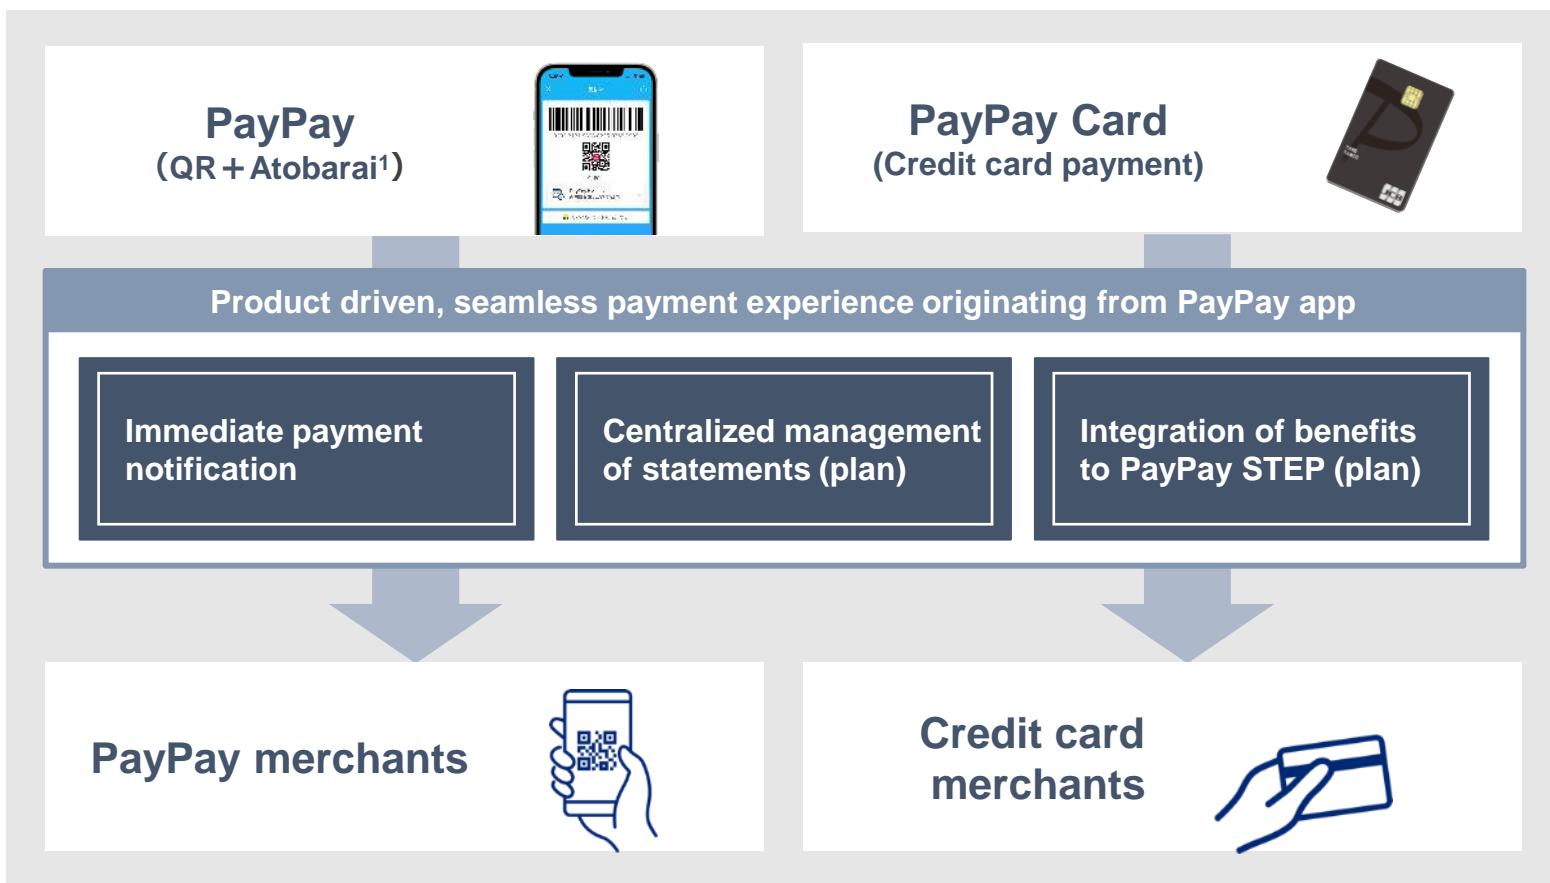 PayPay
（QR＋Atobarai¹）
PayPay Card
(Credit card payment)
Product driven, seamless payment experience originating from PayPay app
Immediate payment
notification
Centralized management
of statements (plan)
Integration of benefits
to PayPay STEP (plan)
PayPay merchants
Credit card
merchants